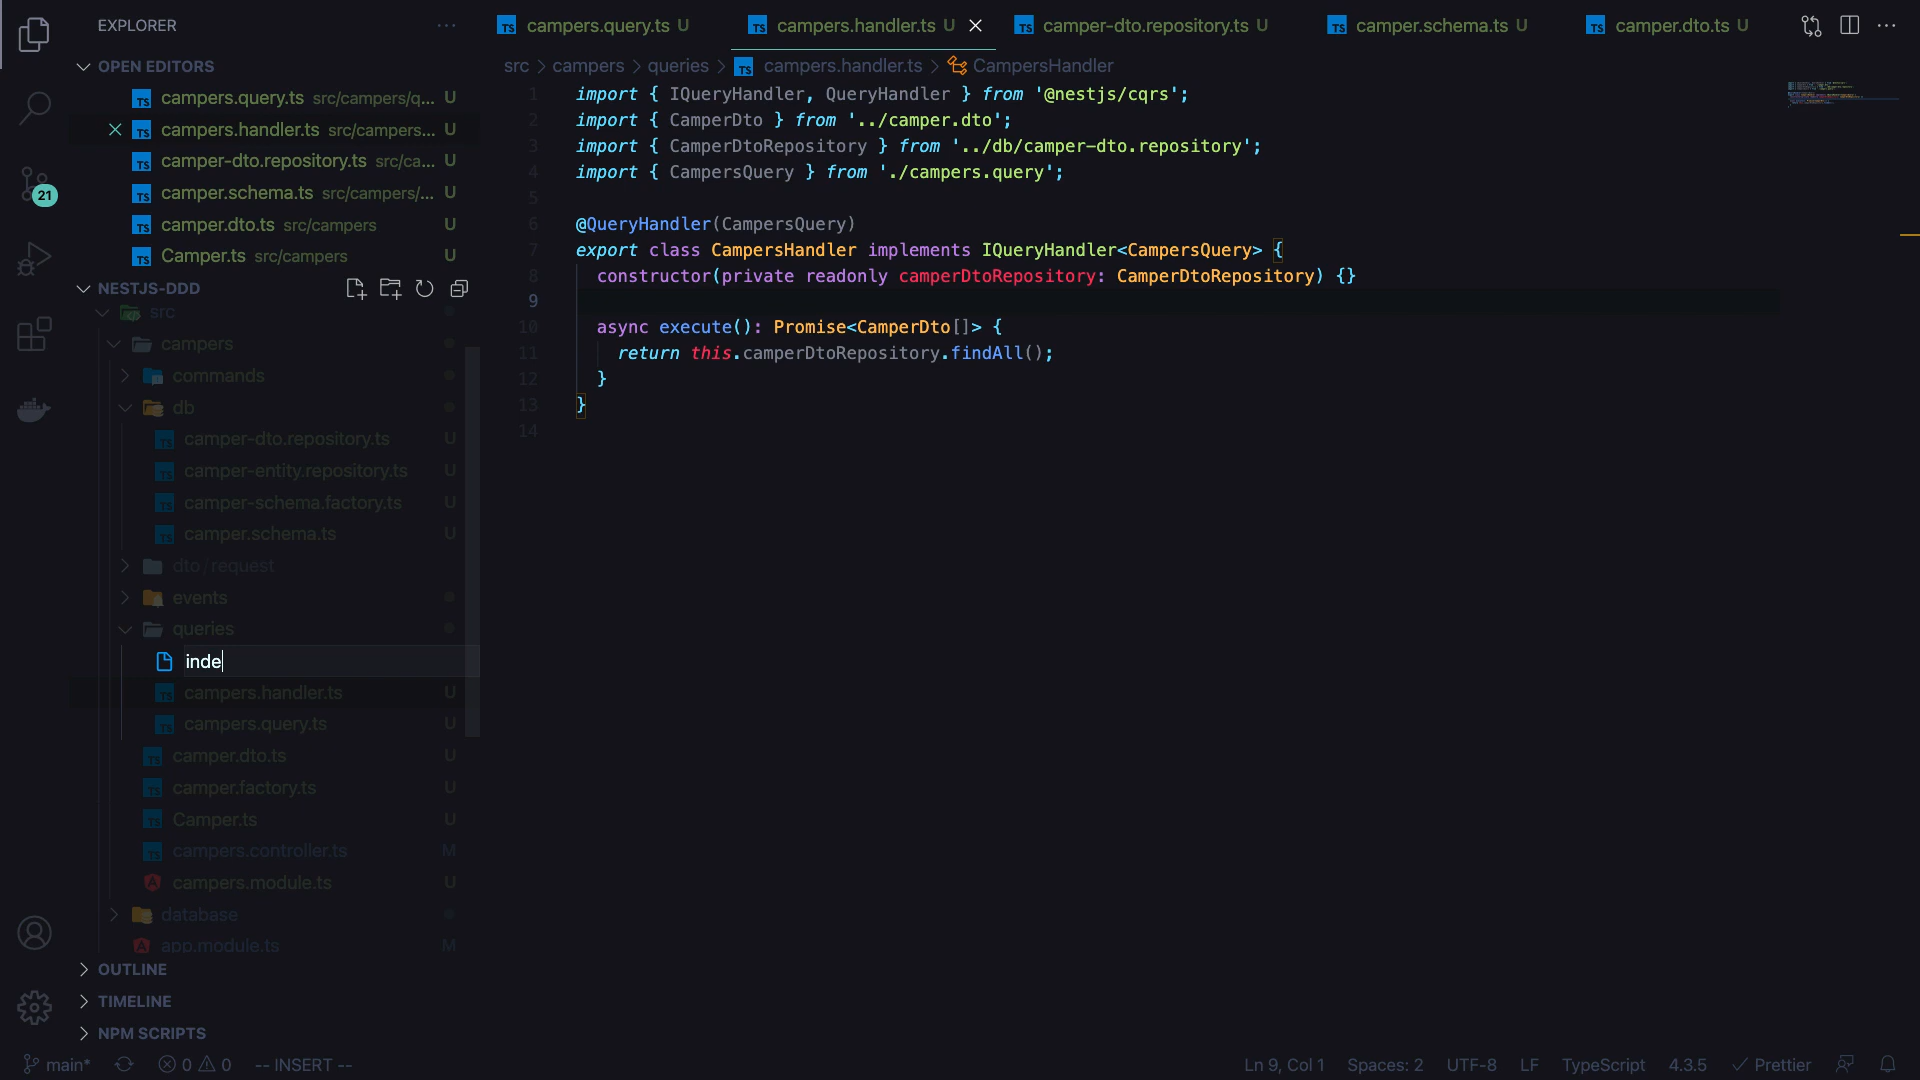 EXPLORER
OPEN EDITORS
campers.query.ts src/campers/q... U
campers.handler.ts src/campers... U
camper-dto.repository.ts src/ca... U
camper.schema.ts src/campers/... U
camper.dto.ts src/campers U
Camper.ts src/campers U
NESTJS-DDD
src
campers
commands
db
camper-dto.repository.ts U
camper-entity.repository.ts U
camper-schema.factory.ts U
camper.schema.ts U
dto/request
events
queries
inde
campers.handler.ts U
campers.query.ts U
camper.dto.ts U
camper.factory.ts U
Camper.ts U
campers.controller.ts M
campers.module.ts U
database
app.module.ts M
OUTLINE
TIMELINE
NPM SCRIPTS
21
campers.query.ts U campers.handler.ts U camper-dto.repository.ts U camper.schema.ts U camper.dto.ts U
src > campers > queries > campers.handler.ts > CampersHandler
1 import { IQueryHandler, QueryHandler } from '@nestjs/cqrs';
2 import { CamperDto } from '../camper.dto';
3 import { CamperDtoRepository } from '../db/camper-dto.repository';
4 import { CampersQuery } from './campers.query';
5
6 @QueryHandler(CampersQuery)
7 export class CampersHandler implements IQueryHandler<CampersQuery> {
8 constructor(private readonly camperDtoRepository: CamperDtoRepository) {}
9
10 async execute(): Promise<CamperDto[]> {
11 return this.camperDtoRepository.findAll();
12 }
13 }
14
main* 0 0 -- INSERT -- Ln 9, Col 1 Spaces: 2 UTF-8 LF TypeScript 4.3.5 Prettier